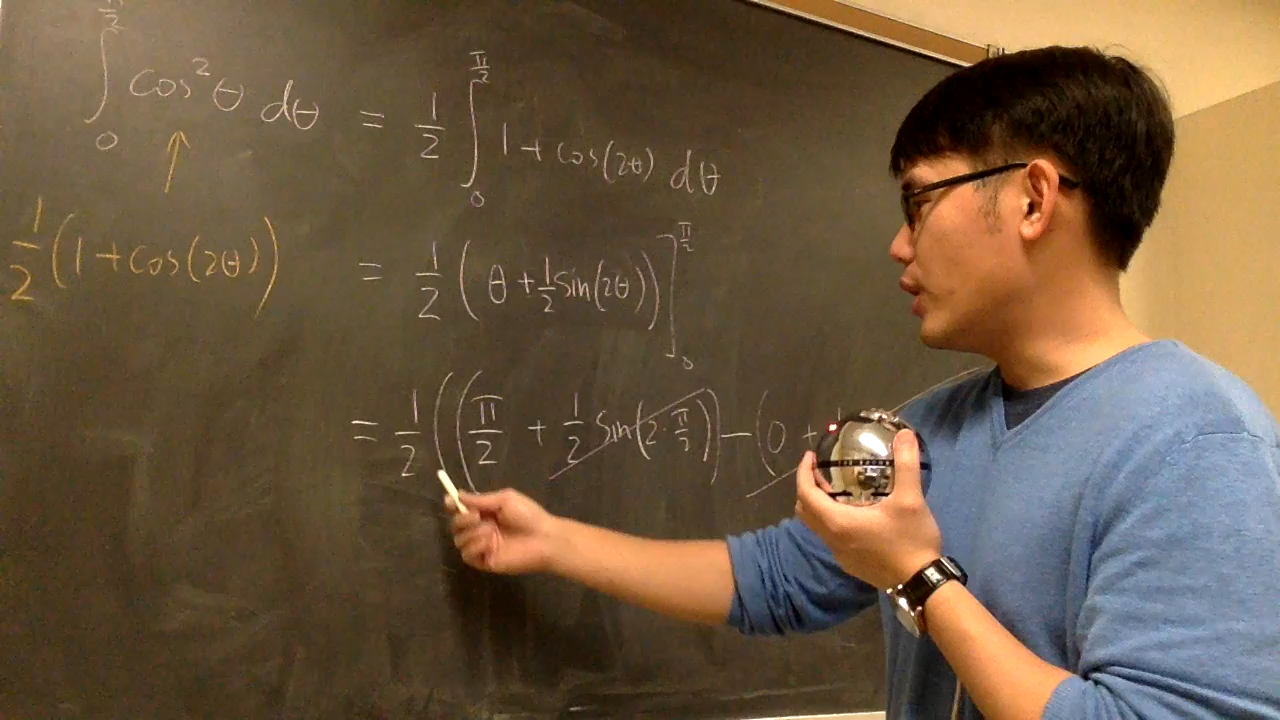 ∫₀^(π/2) cos²θ dθ = 1/2 ∫₀^(π/2) 1 + cos(2θ) dθ
↑
1/2 (1 + cos(2θ))
= 1/2 (θ + 1/2 sin(2θ))]₀^(π/2)
= 1/2 ((π/2 + 1/2 sin(2·π/2)) − (0 +